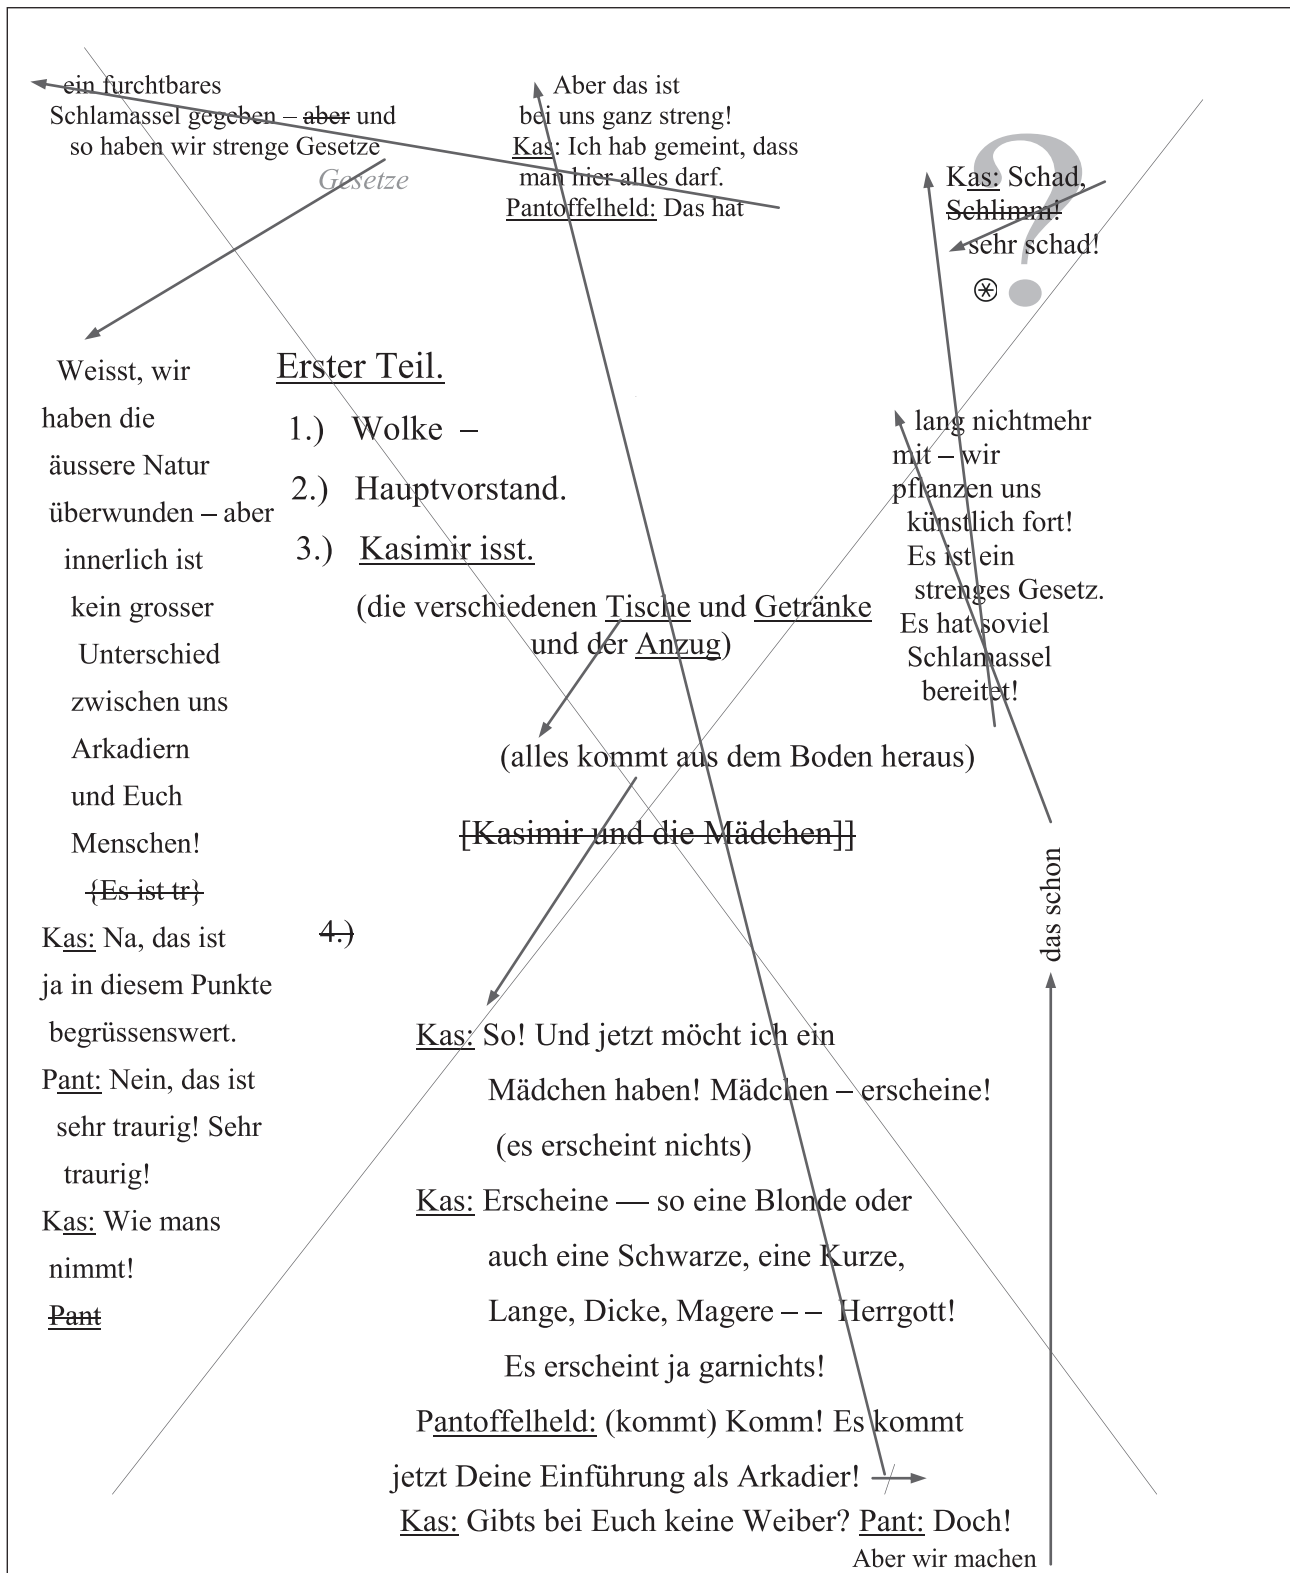 ein furchtbares
Schlamassel gegeben – aber und
so haben wir strenge Gesetze
Gesetze
Aber das ist
bei uns ganz streng!
Kas: Ich hab gemeint, dass
man hier alles darf.
Pantoffelheld: Das hat
?
Kas: Schad,
Schlimm!
sehr schad!
⊛
Weisst, wir
haben die
äussere Natur
überwunden – aber
innerlich ist
kein grosser
Unterschied
zwischen uns
Arkadiern
und Euch
Menschen!
{Es ist tr}
Kas: Na, das ist
ja in diesem Punkte
begrüssenswert.
Pant: Nein, das ist
sehr traurig! Sehr
traurig!
Kas: Wie mans
nimmt!
Pant
Erster Teil.
1.) Wolke –
2.) Hauptvorstand.
3.) Kasimir isst.
(die verschiedenen Tische und Getränke
und der Anzug)
(alles kommt aus dem Boden heraus)
[Kasimir und die Mädchen]]
4.)
Kas: So! Und jetzt möcht ich ein
Mädchen haben! Mädchen – erscheine!
(es erscheint nichts)
Kas: Erscheine — so eine Blonde oder
auch eine Schwarze, eine Kurze,
Lange, Dicke, Magere – – Herrgott!
Es erscheint ja garnichts!
Pantoffelheld: (kommt) Komm! Es kommt
jetzt Deine Einführung als Arkadier!
Kas: Gibts bei Euch keine Weiber? Pant: Doch!
Aber wir machen
das schon
lang nichtmehr
mit – wir
pflanzen uns
künstlich fort!
Es ist ein
strenges Gesetz.
Es hat soviel
Schlamassel
bereitet!